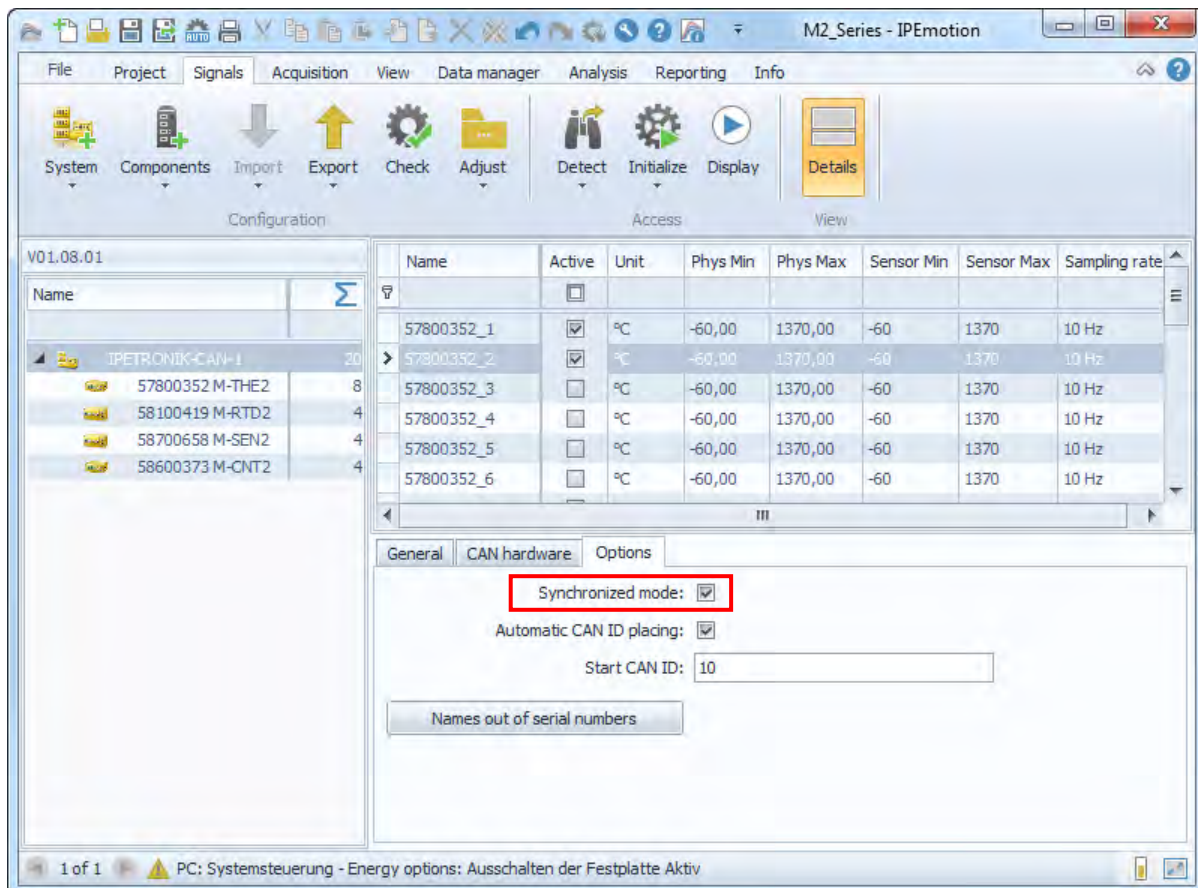 M2_Series - IPEmotion
File Project Signals Acquisition View Data manager Analysis Reporting Info
System Components Import Export Check Adjust Detect Initialize Display Details
Configuration Access View
V01.08.01
Name Σ
IPETRONIK-CAN-1 20
57800352 M-THE2 8
58100419 M-RTD2 4
58700658 M-SEN2 4
58600373 M-CNT2 4
Name Active Unit Phys Min Phys Max Sensor Min Sensor Max Sampling rate
57800352_1 °C -60,00 1370,00 -60 1370 10 Hz
57800352_2 °C -60,00 1370,00 -60 1370 10 Hz
57800352_3 °C -60,00 1370,00 -60 1370 10 Hz
57800352_4 °C -60,00 1370,00 -60 1370 10 Hz
57800352_5 °C -60,00 1370,00 -60 1370 10 Hz
57800352_6 °C -60,00 1370,00 -60 1370 10 Hz
General CAN hardware Options
Synchronized mode:
Automatic CAN ID placing:
Start CAN ID: 10
Names out of serial numbers
1 of 1 PC: Systemsteuerung - Energy options: Ausschalten der Festplatte Aktiv